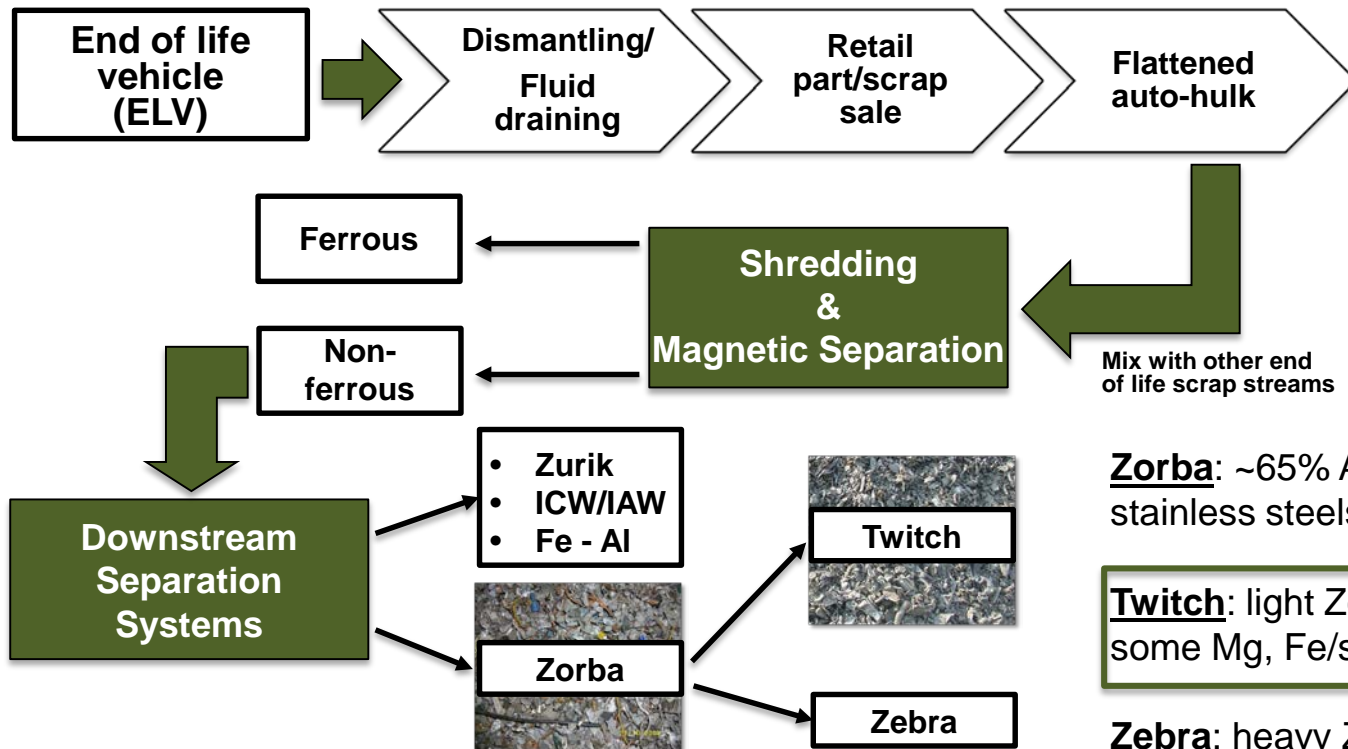 End of life
vehicle
(ELV)
Dismantling/
Fluid
draining
Retail
part/scrap
sale
Flattened
auto-hulk
Ferrous
Shredding
&
Magnetic Separation
Non-
ferrous
Mix with other end
of life scrap streams
• Zurik
• ICW/IAW
• Fe - Al
Downstream
Separation
Systems
Twitch
Zorba
Zebra
Zorba: ~65% A
stainless steels
Twitch: light Z
some Mg, Fe/s
Zebra: heavy Z